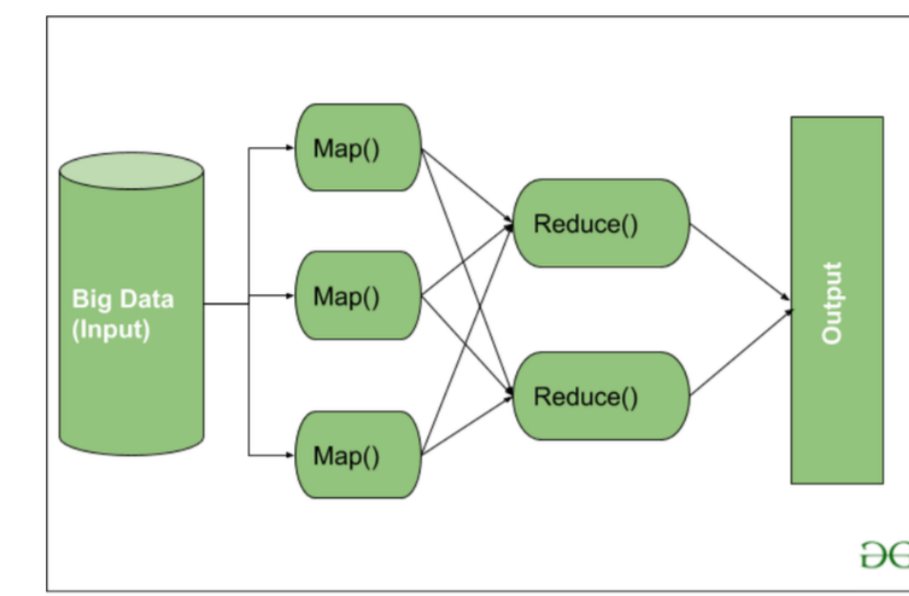 Big Data
(Input)
Map()
Map()
Map()
Reduce()
Reduce()
Output